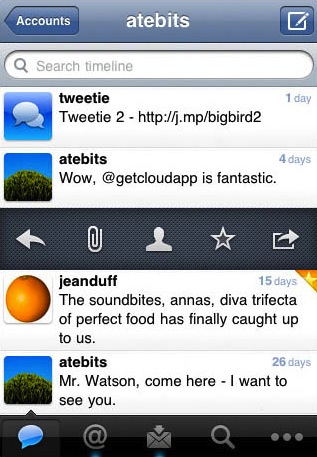 Accounts
atebits
Search timeline
tweetie 1 day
Tweetie 2 - http://j.mp/bigbird2
atebits 4 days
Wow, @getcloudapp is fantastic.
jeanduff 15 days
The soundbites, annas, diva trifecta
of perfect food has finally caught up
to us.
atebits 26 days
Mr. Watson, come here - I want to
see you.
@